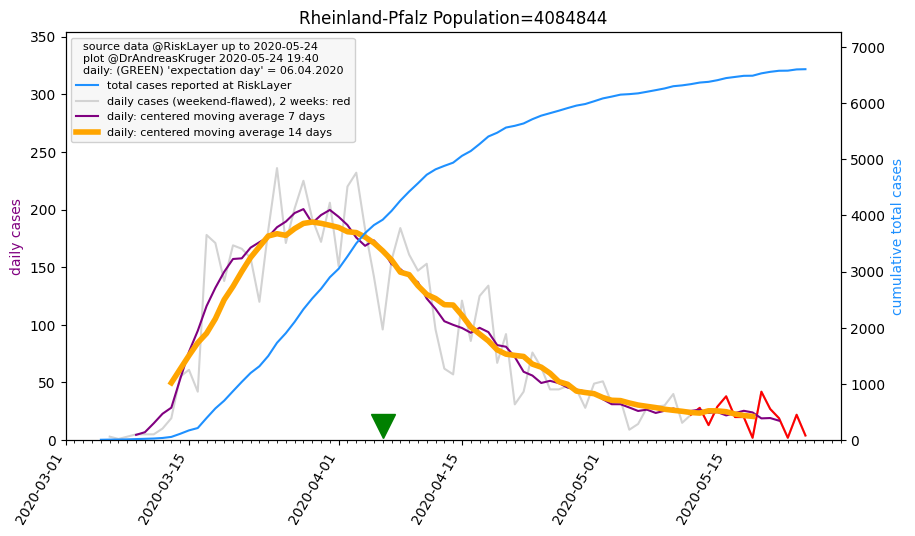 Rheinland-Pfalz Population=4084844
source data @RiskLayer up to 2020-05-24
plot @DrAndreasKruger 2020-05-24 19:40
daily: (GREEN) 'expectation day' = 06.04.2020
total cases reported at RiskLayer
daily cases (weekend-flawed), 2 weeks: red
daily: centered moving average 7 days
daily: centered moving average 14 days
daily cases
350
300
250
200
150
100
50
0
7000
6000
5000
4000
3000
2000
1000
0
cumulative total cases
2020-03-01
2020-03-15
2020-04-01
2020-04-15
2020-05-01
2020-05-15